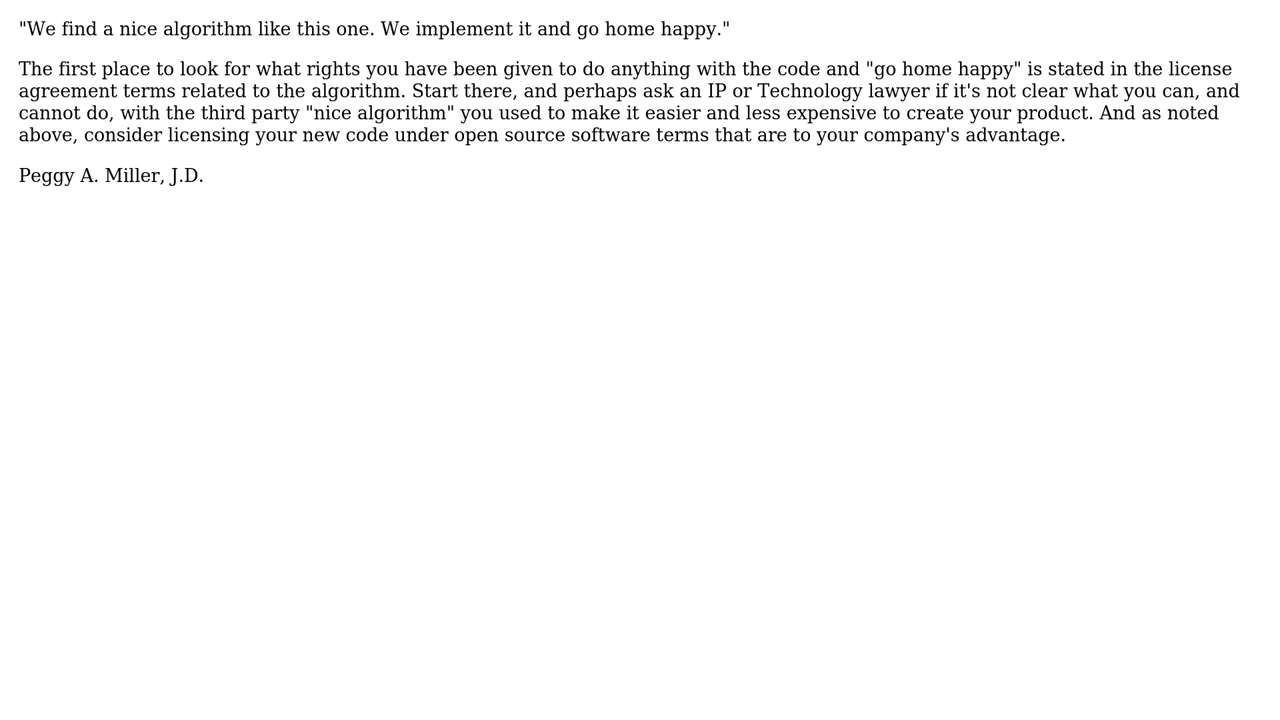 "We find a nice algorithm like this one. We implement it and go home happy."
The first place to look for what rights you have been given to do anything with the code and "go home happy" is stated in the license
agreement terms related to the algorithm. Start there, and perhaps ask an IP or Technology lawyer if it's not clear what you can, and
cannot do, with the third party "nice algorithm" you used to make it easier and less expensive to create your product. And as noted
above, consider licensing your new code under open source software terms that are to your company's advantage.
Peggy A. Miller, J.D.